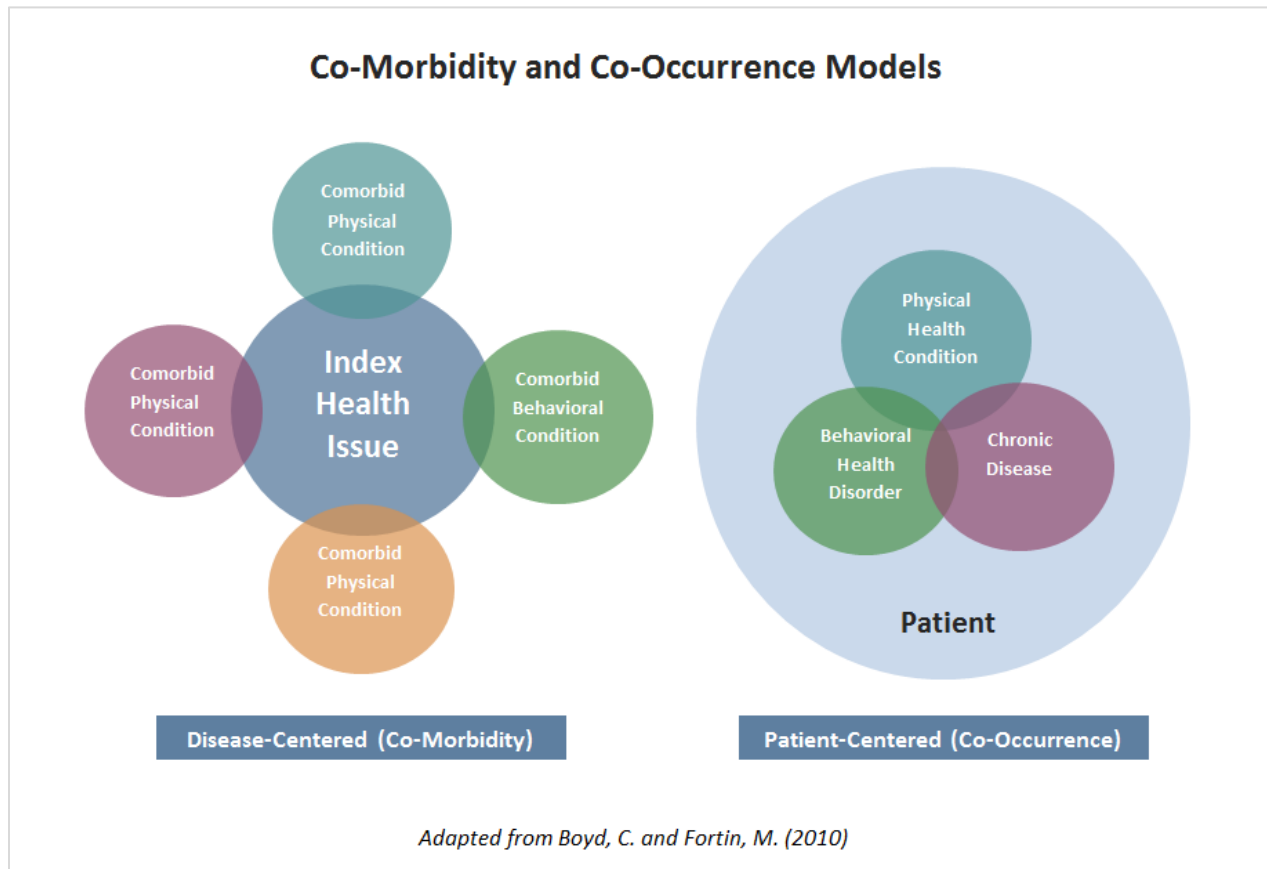 Co-Morbidity and Co-Occurrence Models
Comorbid
Physical
Condition
Comorbid
Physical
Condition
Index
Health
Issue
Comorbid
Behavioral
Condition
Comorbid
Physical
Condition
Disease-Centered (Co-Morbidity)
Physical
Health
Condition
Behavioral
Health
Disorder
Chronic
Disease
Patient
Patient-Centered (Co-Occurrence)
Adapted from Boyd, C. and Fortin, M. (2010)